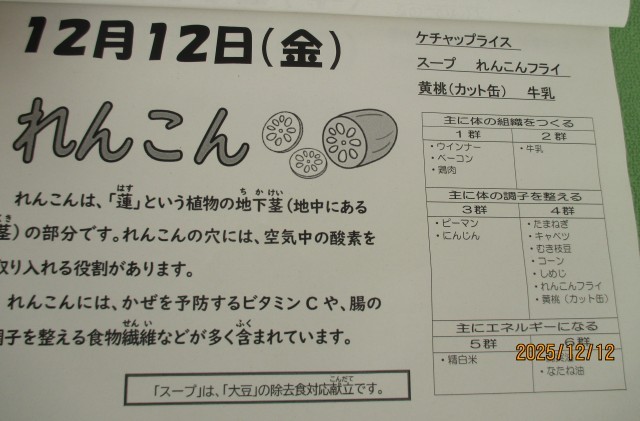 12月12日(金)
ケチャップライス
スープ れんこんフライ
黄桃(カット缶) 牛乳
れんこん
れんこんは、「蓮」という植物の地下茎(地中にある
茎)の部分です。れんこんの穴には、空気中の酸素を
取り入れる役割があります。
れんこんには、かぜを予防するビタミンCや、腸の
調子を整える食物繊維などが多く含まれています。
「スープ」は、「大豆」の除去食対応献立です。
主に体の組織をつくる
1群 2群
・ウインナー ・牛乳
・ベーコン
・鶏肉
主に体の調子を整える
3群 4群
・ピーマン ・たまねぎ
・にんじん ・キャベツ
・むき枝豆
・コーン
・しめじ
・れんこんフライ
・黄桃(カット缶)
主にエネルギーになる
5群 6群
・精白米
・なたね油
2025/12/12